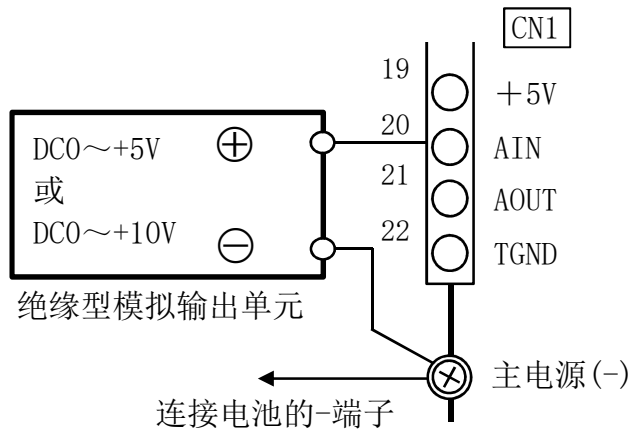 CN1
19
+5V
20
AIN
21
AOUT
22
TGND
DC0～+5V
或
DC0～+10V
绝缘型模拟输出单元
主电源(-)
连接电池的-端子